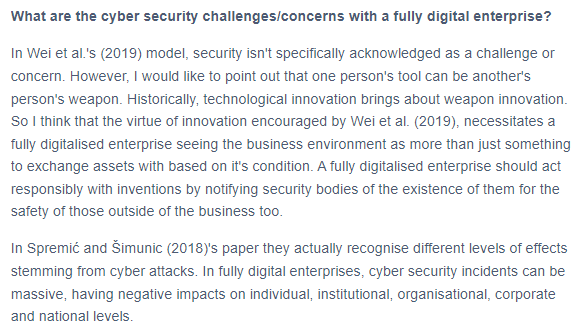 What are the cyber security challenges/concerns with a fully digital enterprise?
In Wei et al.'s (2019) model, security isn't specifically acknowledged as a challenge or
concern. However, I would like to point out that one person's tool can be another's
person's weapon. Historically, technological innovation brings about weapon innovation.
So I think that the virtue of innovation encouraged by Wei et al. (2019), necessitates a
fully digitalised enterprise seeing the business environment as more than just something
to exchange assets with based on it's condition. A fully digitalised enterprise should act
responsibly with inventions by notifying security bodies of the existence of them for the
safety of those outside of the business too.
In Spremić and Šimunic (2018)'s paper they actually recognise different levels of effects
stemming from cyber attacks. In fully digital enterprises, cyber security incidents can be
massive, having negative impacts on individual, institutional, organisational, corporate
and national levels.